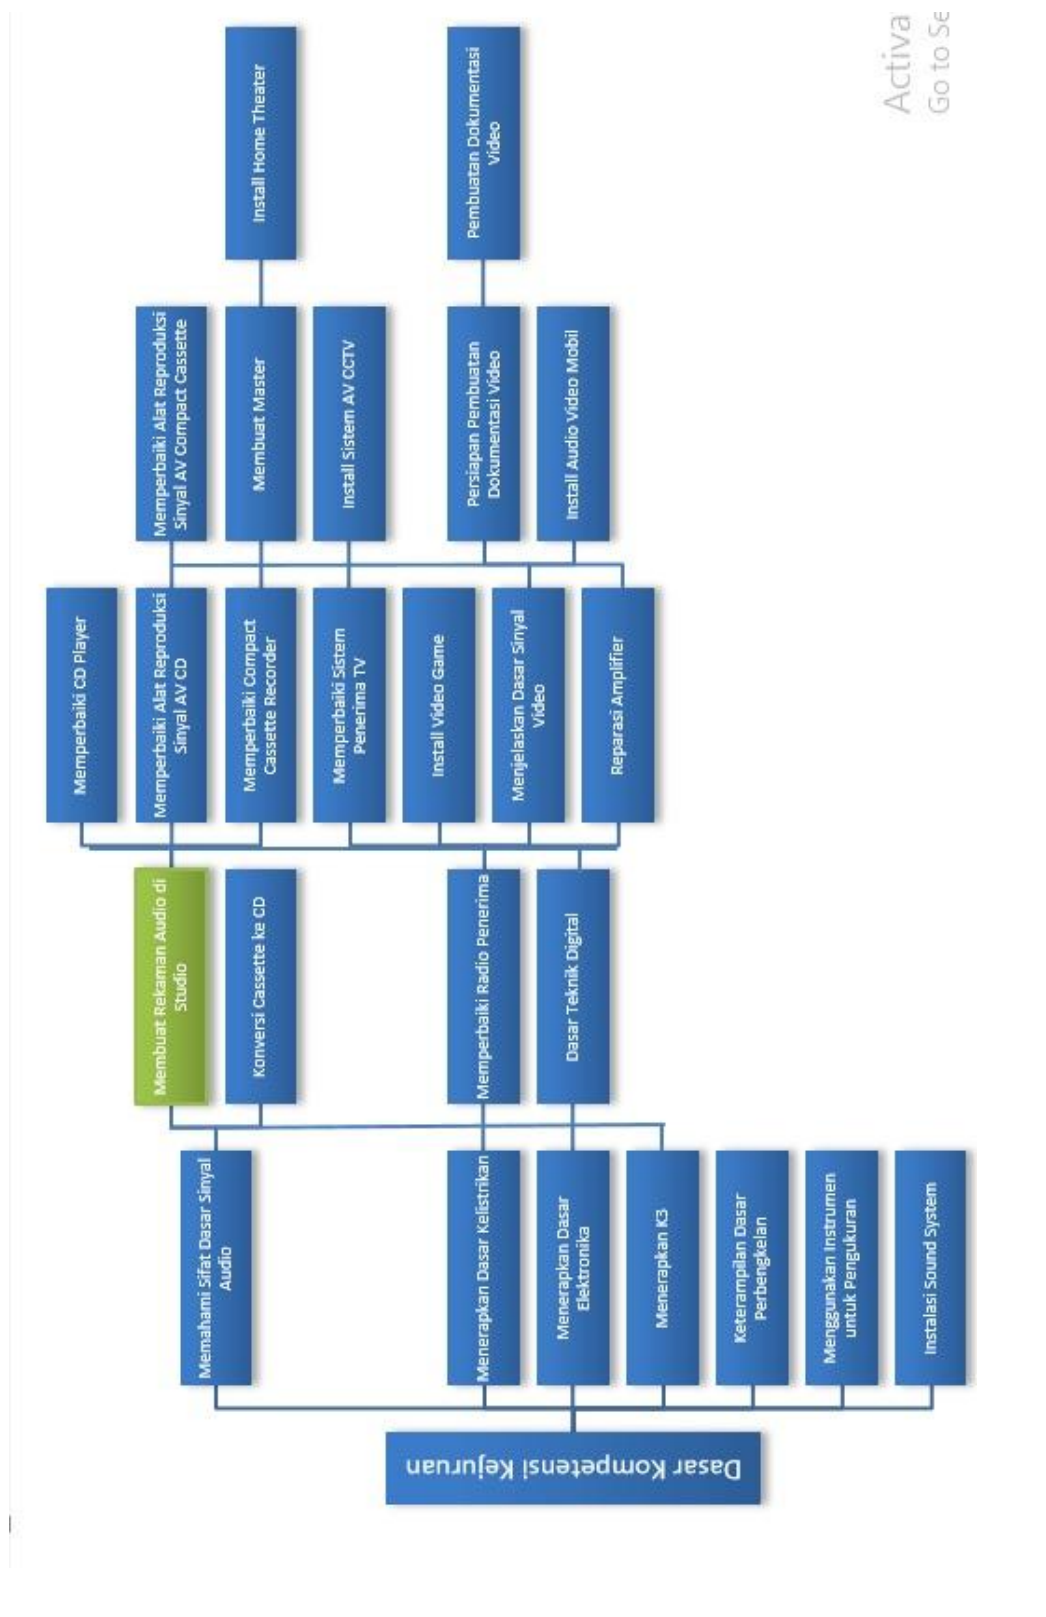 Dasar Kompetensi Kejuruan
Memahami Sifat Dasar Sinyal
Audio
Menerapkan Dasar Kelistrikan
Menerapkan Dasar
Elektronika
Menerapkan K3
Keterampilan Dasar
Perbengkelan
Menggunakan Instrumen
untuk Pengukuran
Instalasi Sound System
Membuat Rekaman Audio di
Studio
Konversi Cassette ke CD
Memperbaiki Radio Penerima
Dasar Teknik Digital
Memperbaiki CD Player
Memperbaiki Alat Reproduksi
Sinyal AV CD
Memperbaiki Compact
Cassette Recorder
Memperbaiki Sistem
Penerima TV
Install Video Game
Menjelaskan Dasar Sinyal
Video
Reparasi Amplifier
Memperbaiki Alat Reproduksi
Sinyal AV Compact Cassette
Membuat Master
Install Sistem AV CCTV
Persiapan Pembuatan
Dokumentasi Video
Install Audio Video Mobil
Install Home Theater
Pembuatan Dokumentasi
Video
Activa
Go to Se